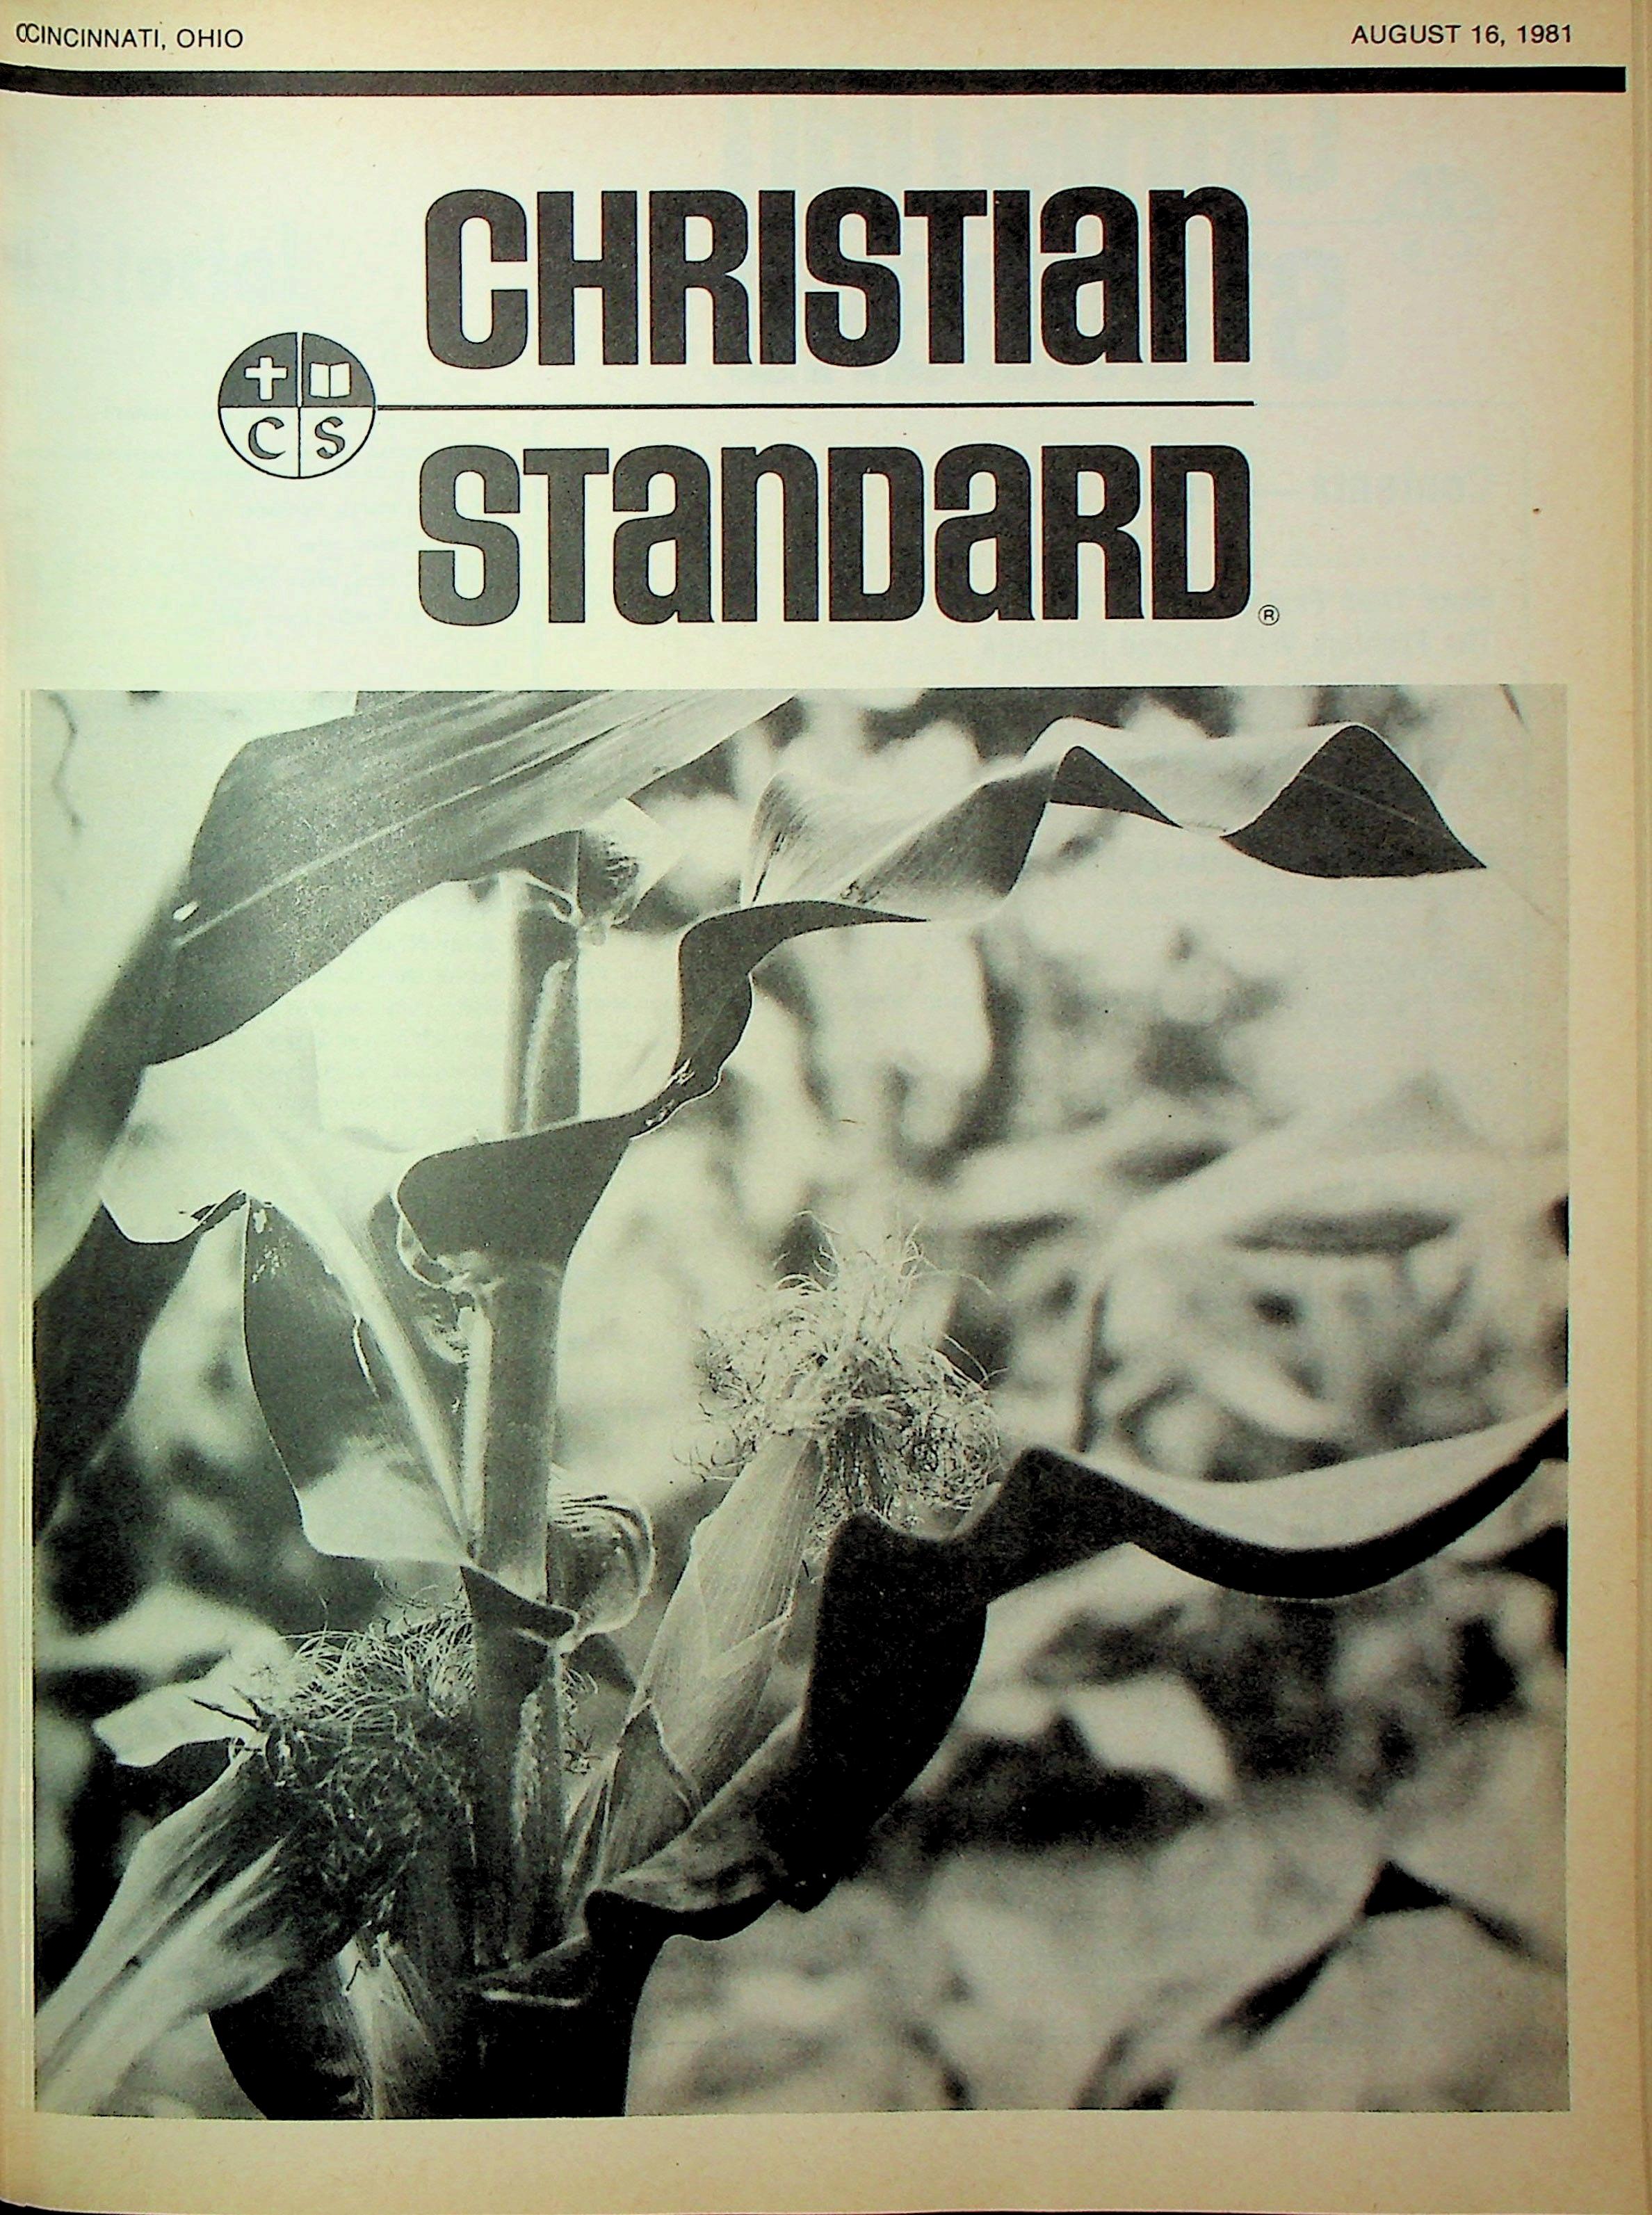 CINCINNATI, OHIO
AUGUST 16, 1981
CHRISTIAN
C S
STANDARD®